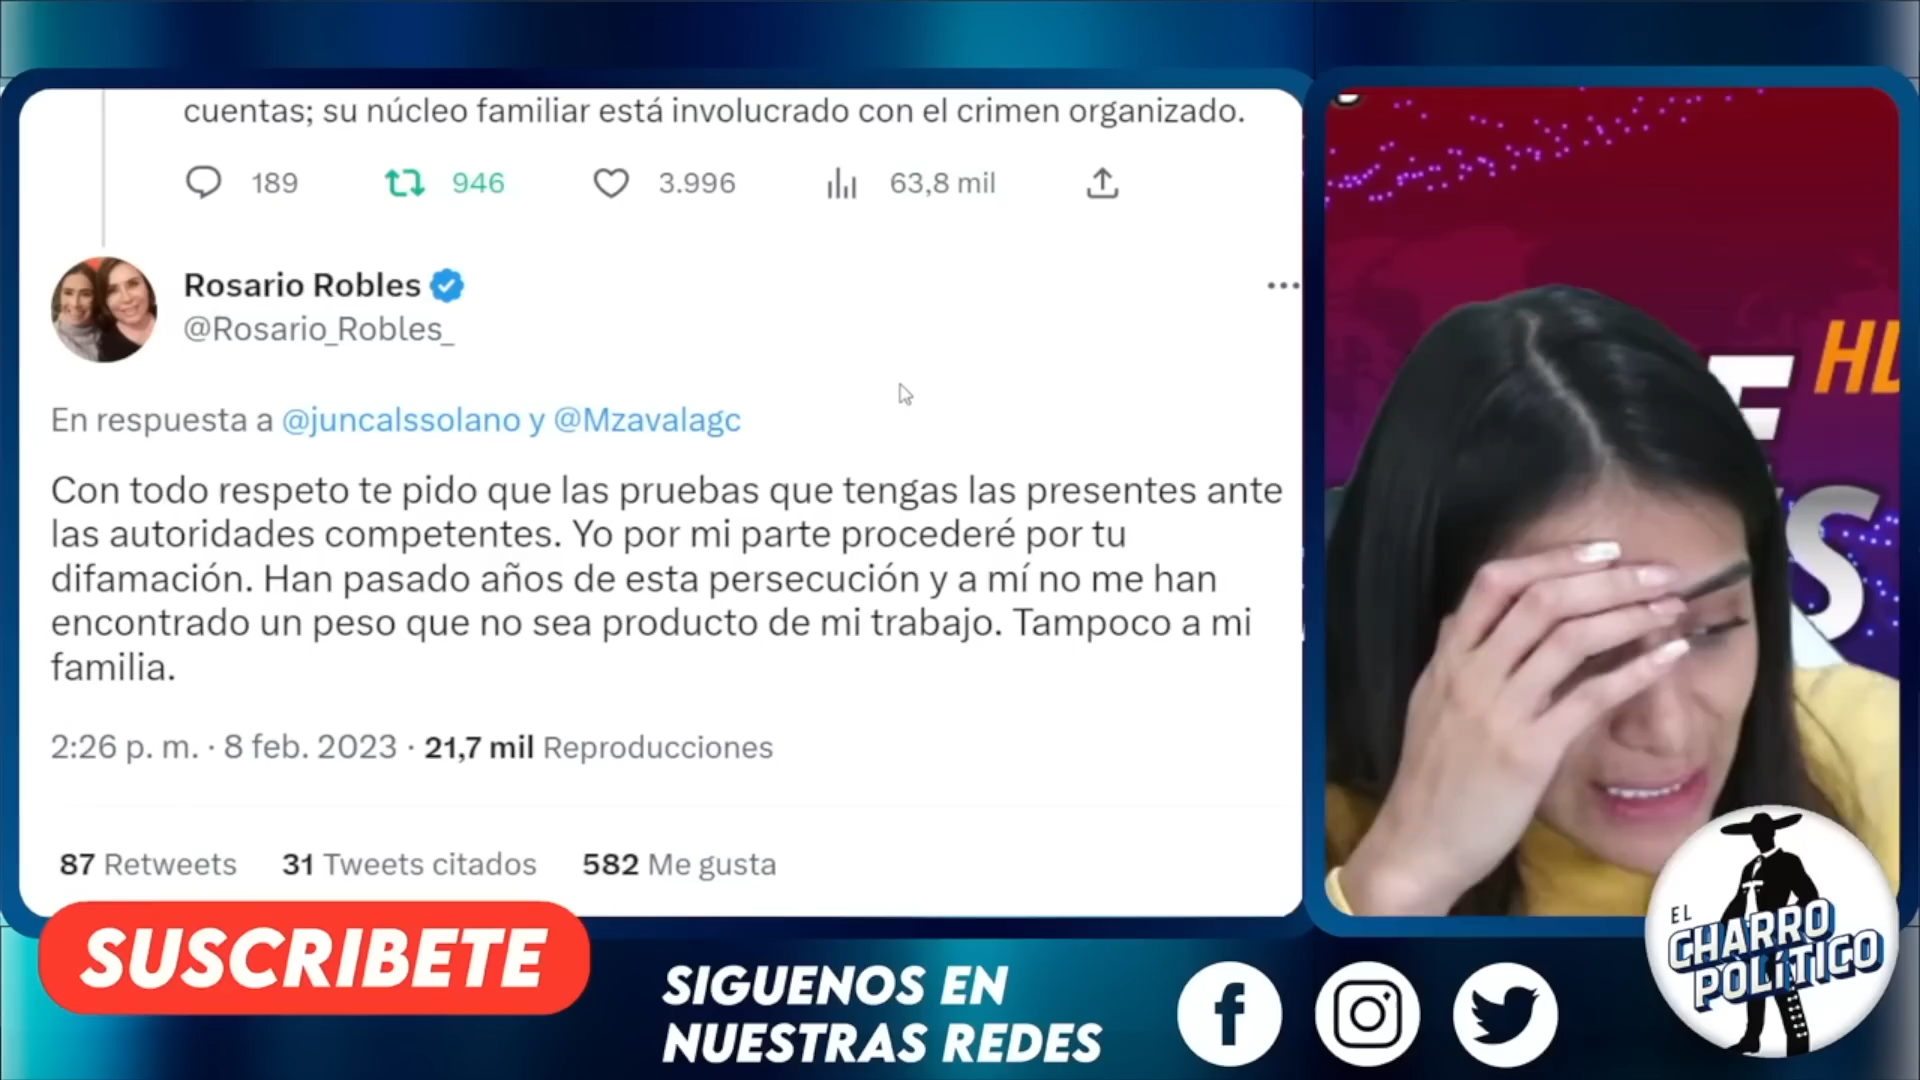 cuentas; su núcleo familiar está involucrado con el crimen organizado.
189 946 3.996 63,8 mil
Rosario Robles
@Rosario_Robles_
En respuesta a @juncalssolano y @Mzavalagc
Con todo respeto te pido que las pruebas que tengas las presentes ante
las autoridades competentes. Yo por mi parte procederé por tu
difamación. Han pasado años de esta persecución y a mí no me han
encontrado un peso que no sea producto de mi trabajo. Tampoco a mi
familia.
2:26 p. m. · 8 feb. 2023 · 21,7 mil Reproducciones
87 Retweets 31 Tweets citados 582 Me gusta
SUSCRIBETE
SIGUENOS EN
NUESTRAS REDES
EL
CHARRO
POLÍTICO